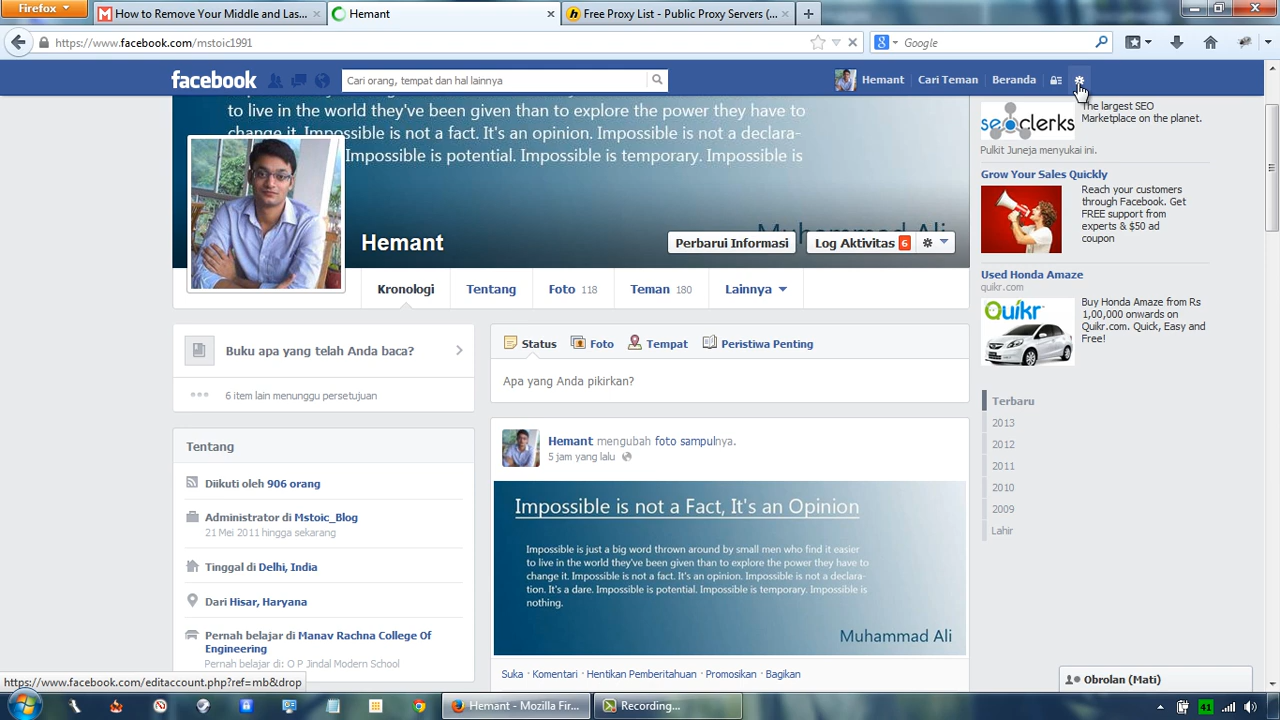 Firefox
How to Remove Your Middle and Las...
Hemant
Free Proxy List - Public Proxy Servers (...
https://www.facebook.com/mstoic1991
Google
facebook
Cari orang, tempat dan hal lainnya
Hemant
Cari Teman
Beranda
to live in the world they've been given than to explore the power they have to
change it. Impossible is not a fact. It's an opinion. Impossible is not a declara-
Impossible is potential. Impossible is temporary. Impossible is
Muhammad Ali
Hemant
Perbarui Informasi
Log Aktivitas 6
Kronologi
Tentang
Foto 118
Teman 180
Lainnya
Buku apa yang telah Anda baca?
6 item lain menunggu persetujuan
Tentang
Diikuti oleh 906 orang
Administrator di Mstoic_Blog
21 Mei 2011 hingga sekarang
Tinggal di Delhi, India
Dari Hisar, Haryana
Pernah belajar di Manav Rachna College Of
Engineering
Pernah belajar di: O P Jindal Modern School
Status
Foto
Tempat
Peristiwa Penting
Apa yang Anda pikirkan?
Hemant mengubah foto sampulnya.
5 jam yang lalu
Impossible is not a Fact, It's an Opinion
Impossible is just a big word thrown around by small men who find it easier
to live in the world they've been given than to explore the power they have to
change it. Impossible is not a fact. It's an opinion. Impossible is not a declara-
tion. It's a dare. Impossible is potential. Impossible is temporary. Impossible is
nothing.
Muhammad Ali
Suka · Komentari · Hentikan Pemberitahuan · Promosikan · Bagikan
The largest SEO
Marketplace on the planet.
seoclerks
Pulkit Juneja menyukai ini.
Grow Your Sales Quickly
Reach your customers
through Facebook. Get
FREE support from
experts & $50 ad
coupon
Used Honda Amaze
quikr.com
Quikr
Buy Honda Amaze from Rs
1,00,000 onwards on
Quikr.com. Quick, Easy and
Free!
Terbaru
2013
2012
2011
2010
2009
Lahir
Obrolan (Mati)
https://www.facebook.com/editaccount.php?ref=mb&drop
Hemant - Mozilla Fir...
Recording...
41